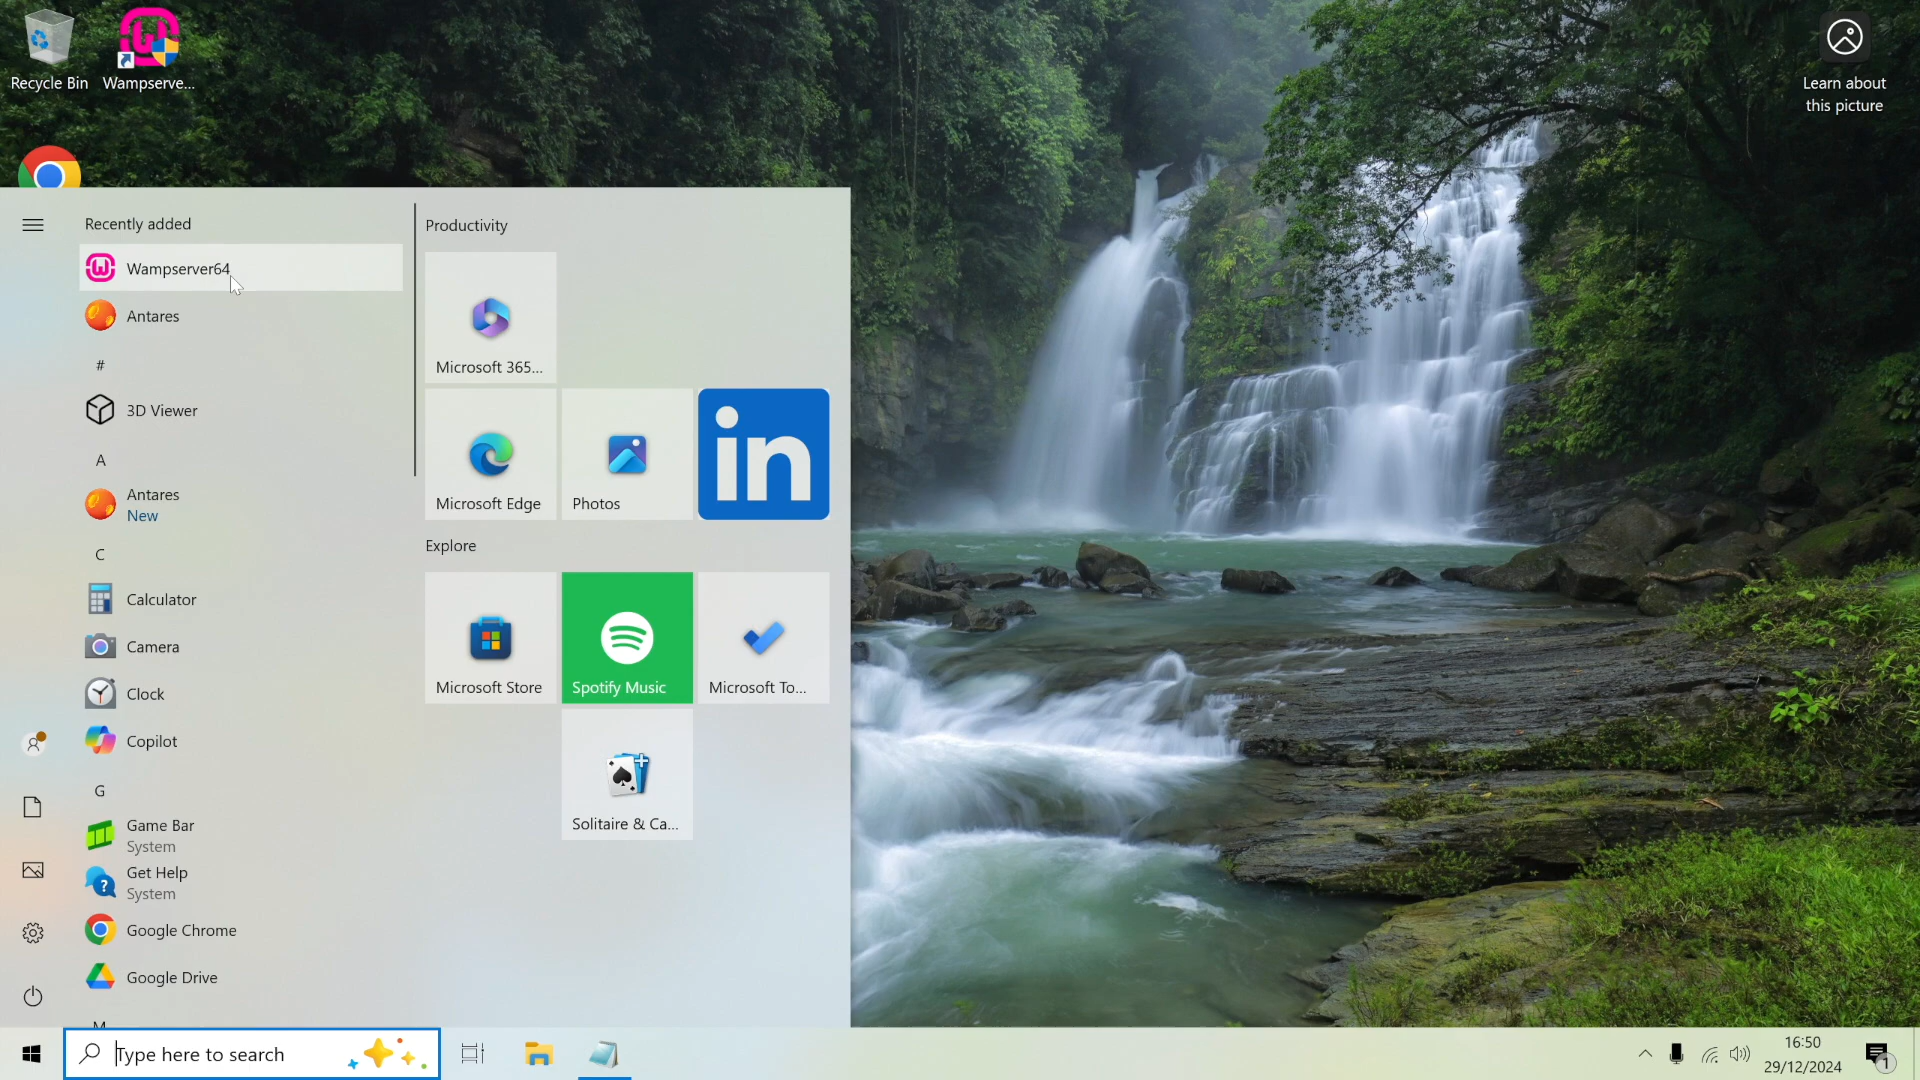 Recycle Bin
Wampserve...
Learn about
this picture
Recently added
Wampserver64
Antares
#
3D Viewer
A
Antares
New
C
Calculator
Camera
Clock
Copilot
G
Game Bar
System
Get Help
System
Google Chrome
Google Drive
M
Productivity
Microsoft 365...
Microsoft Edge
Photos
in
Explore
Microsoft Store
Spotify Music
Microsoft To...
Solitaire & Ca...
Type here to search
16:50
29/12/2024
1